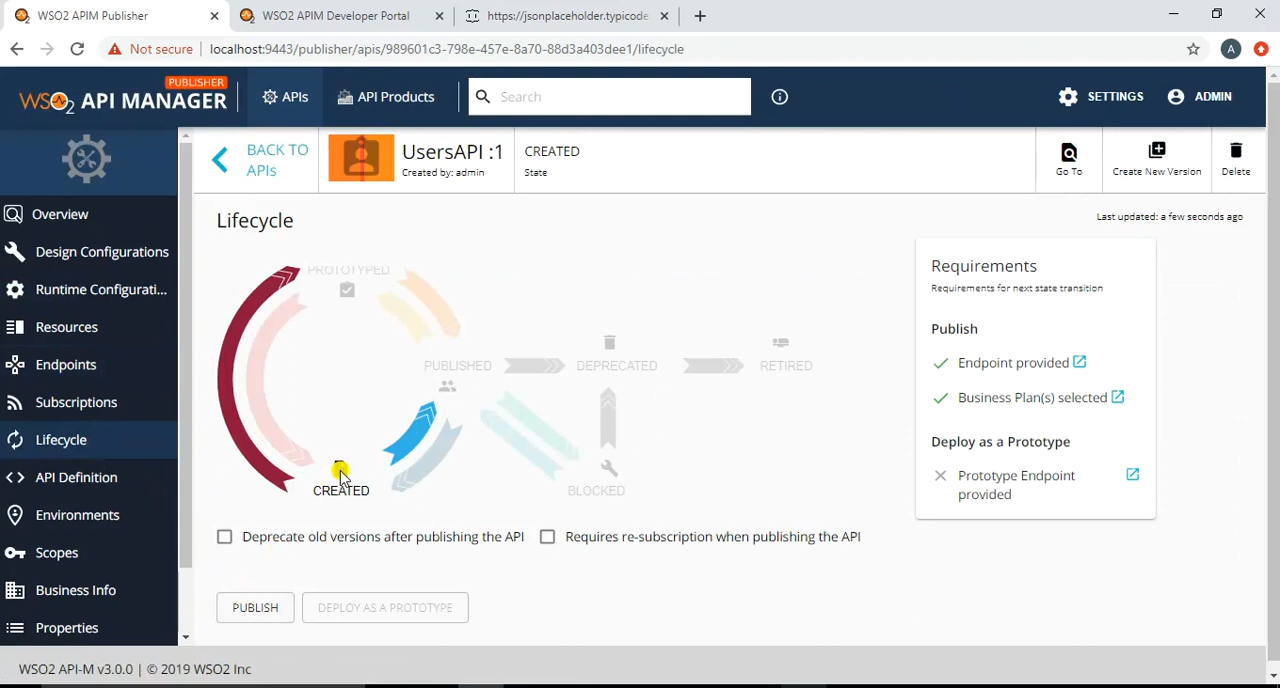 WSO2 APIM Publisher
WSO2 APIM Developer Portal
https://jsonplaceholder.typicode
Not secure
localhost:9443/publisher/apis/989601c3-798e-457e-8a70-88d3a403dee1/lifecycle
A
PUBLISHER
WSO2 API MANAGER
APIs
API Products
Search
SETTINGS
ADMIN
BACK TO
APIs
UsersAPI :1
Created by: admin
CREATED
State
Go To
Create New Version
Delete
Overview
Design Configurations
Runtime Configurati...
Resources
Endpoints
Subscriptions
Lifecycle
API Definition
Environments
Scopes
Business Info
Properties
Lifecycle
Last updated: a few seconds ago
PROTOTYPED
PUBLISHED
DEPRECATED
RETIRED
CREATED
BLOCKED
Requirements
Requirements for next state transition
Publish
Endpoint provided
Business Plan(s) selected
Deploy as a Prototype
Prototype Endpoint
provided
Deprecate old versions after publishing the API
Requires re-subscription when publishing the API
PUBLISH
DEPLOY AS A PROTOTYPE
WSO2 API-M v3.0.0 | © 2019 WSO2 Inc